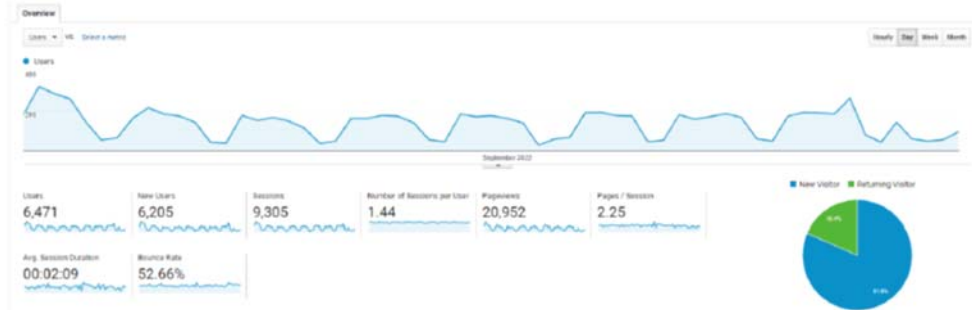 Overview
Users VS. Select a metric
Hourly Day Week Month
Users
September 2022
New Visitor Returning Visitor
Users New Users Sessions Number of Sessions per User Pageviews Pages / Session
6,471 6,205 9,305 1.44 20,952 2.25
Avg. Session Duration Bounce Rate
00:02:09 52.66%